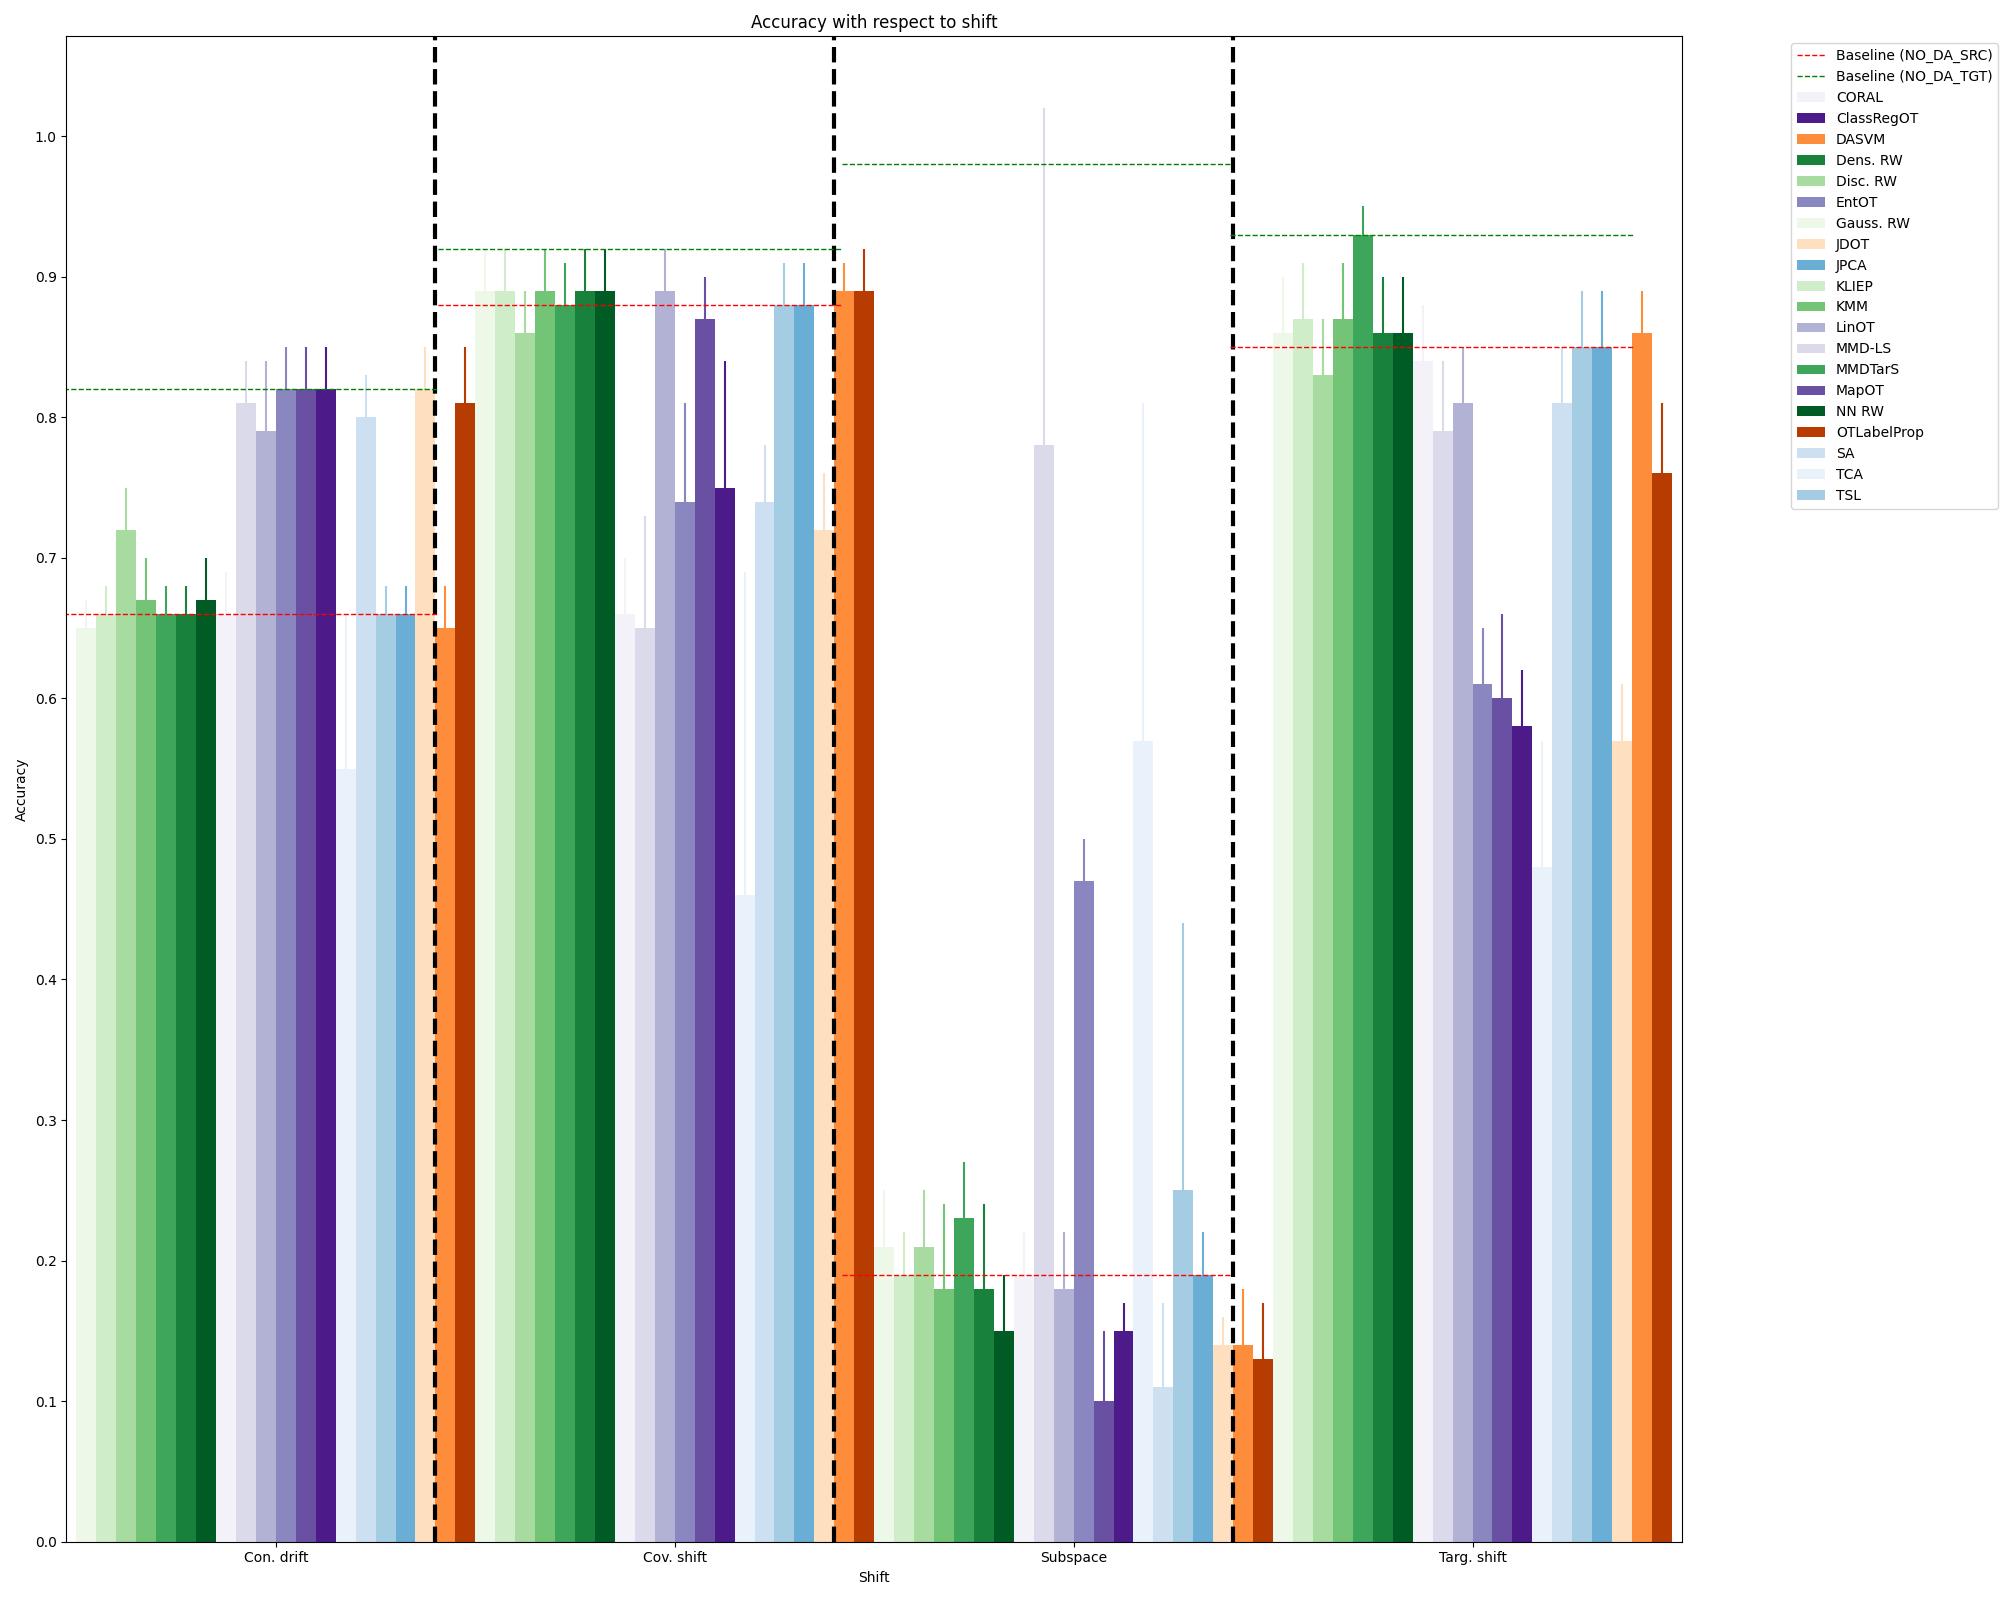 Accuracy with respect to shift
Baseline (NO_DA_SRC)
Baseline (NO_DA_TGT)
CORAL
ClassRegOT
DASVM
Dens. RW
Disc. RW
EntOT
Gauss. RW
JDOT
JPCA
KLIEP
KMM
LinOT
MMD-LS
MMDTarS
MapOT
NN RW
OTLabelProp
SA
TCA
TSL
1.0
0.9
0.8
0.7
0.6
0.5
0.4
0.3
0.2
0.1
0.0
Accuracy
Con. drift
Cov. shift
Subspace
Targ. shift
Shift